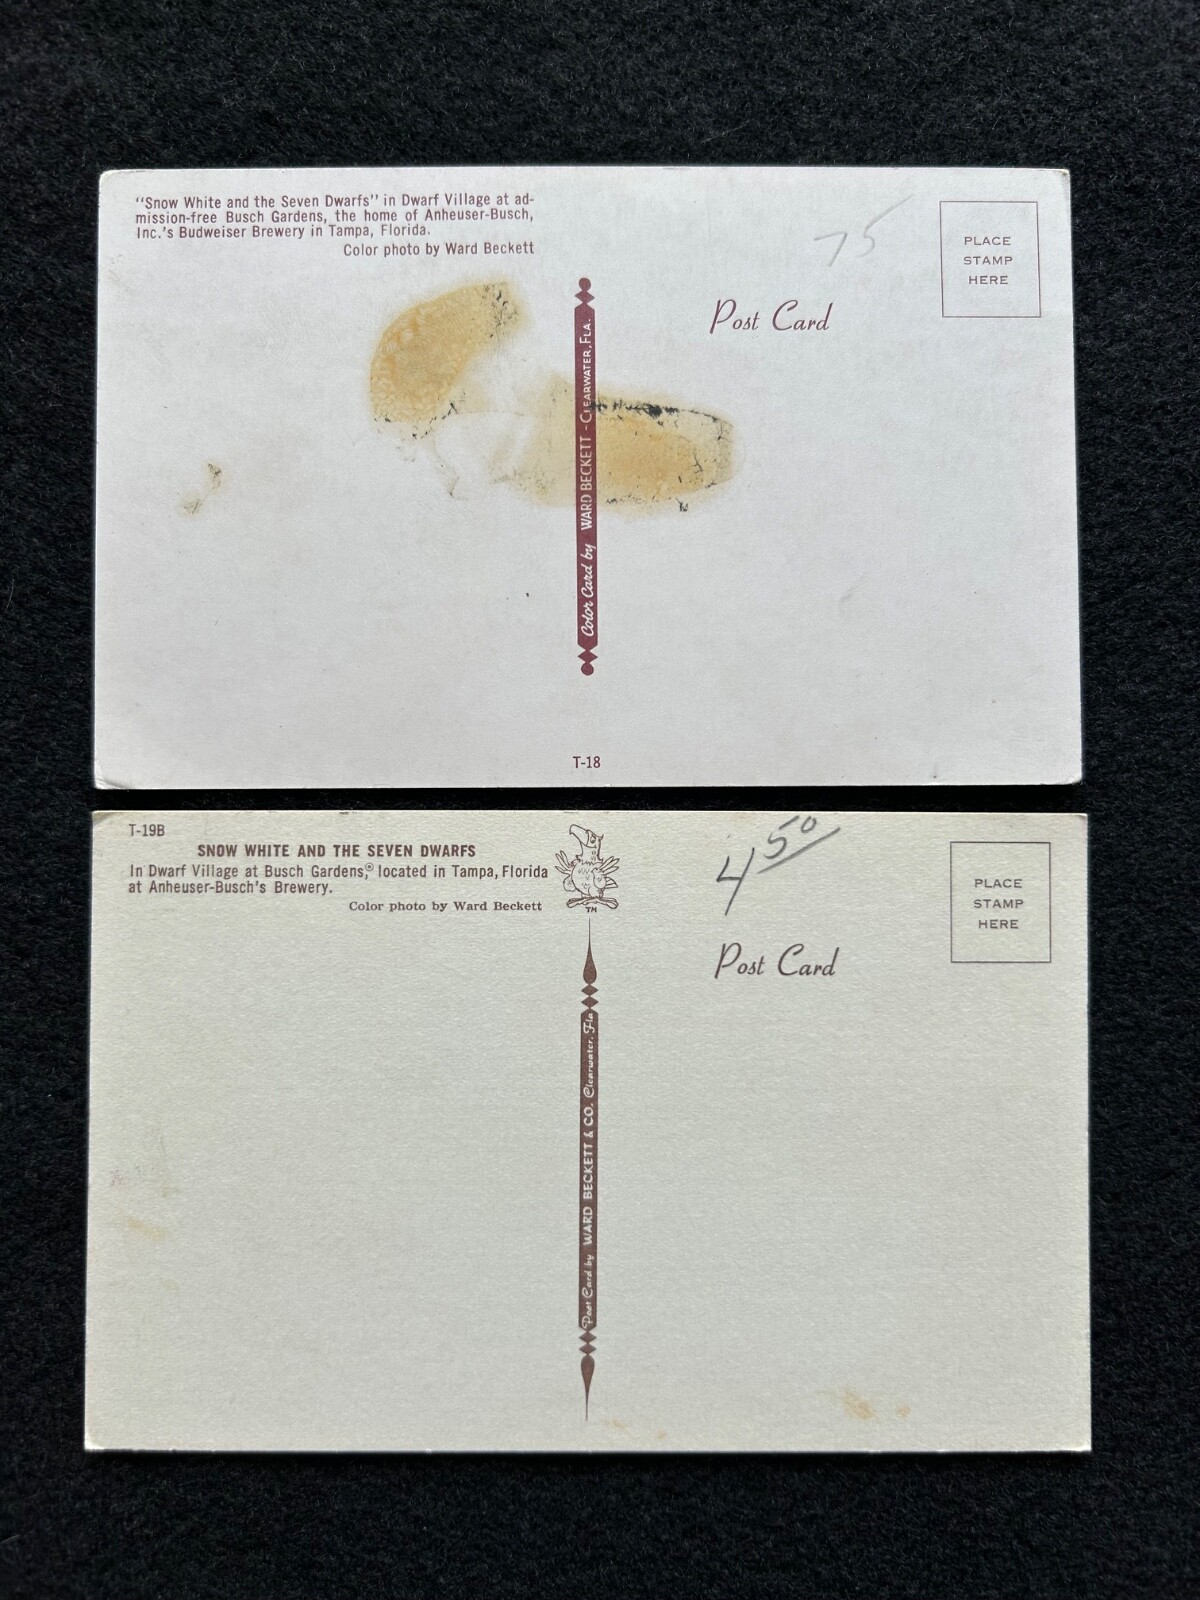 "Snow White and the Seven Dwarfs" in Dwarf Village at ad-
mission-free Busch Gardens, the home of Anheuser-Busch,
Inc.'s Budweiser Brewery in Tampa, Florida.
Color photo by Ward Beckett
75
PLACE
STAMP
HERE
Post Card
Color Card by WARD BECKETT - CLEARWATER, FLA.
T-18
T-19B
SNOW WHITE AND THE SEVEN DWARFS
In Dwarf Village at Busch Gardens,® located in Tampa, Florida
at Anheuser-Busch's Brewery.
Color photo by Ward Beckett
TM
4 50
PLACE
STAMP
HERE
Post Card
Post Card by WARD BECKETT & CO. Clearwater, Fla